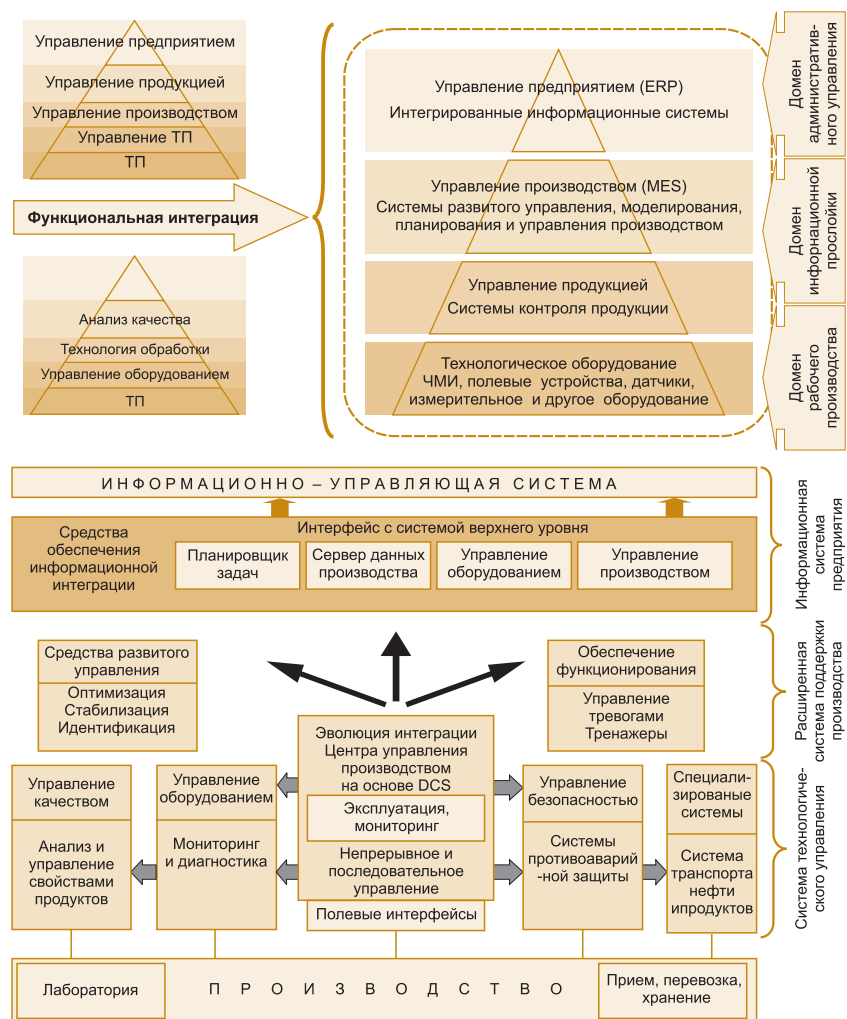 Управление предприятием
Управление продукцией
Управление производством
Управление ТП
ТП
Функциональная интеграция
Анализ качества
Технология обработки
Управление оборудованием
ТП
Управление предприятием (ERP)
Интегрированные информационные системы
Управление производством (MES)
Системы развитого управления, моделирования,
планирования и управления производством
Управление продукцией
Системы контроля продукции
Технологическое оборудование
ЧМИ, полевые устройства, датчики,
измерительное и другое оборудование
Домен
административ-
ного управления
Домен
инфорнационной
прослойки
Домен
рабочего
производства
ИНФОРМАЦИОННО – УПРАВЛЯЮЩАЯ СИСТЕМА
Средства
обеспечения
информационной
интеграции
Интерфейс с системой верхнего уровня
Планировщик
задач
Сервер данных
производства
Управление
оборудованием
Управление
производством
Информационная
система
предприятия
Средства развитого
управления
Оптимизация
Стабилизация
Идентификация
Обеспечение
функционирования
Управление
тревогами
Тренажеры
Расширенная
система поддержки
производства
Управление
качеством
Анализ и
управление
свойствами
продуктов
Управление
оборудованием
Мониторинг
и диагностика
Эволюция интеграции
Центра управления
производством
на основе DCS
Эксплуатация,
мониторинг
Непрерывное и
последовательное
управление
Полевые интерфейсы
Управление
безопасностью
Системы
противоаварий
-ной защиты
Специали-
зированые
системы
Система
транспорта
нефти
ипродуктов
Система технологиче-
ского управления
Лаборатория
ПРОИЗВОДСТВО
Прием, перевозка,
хранение